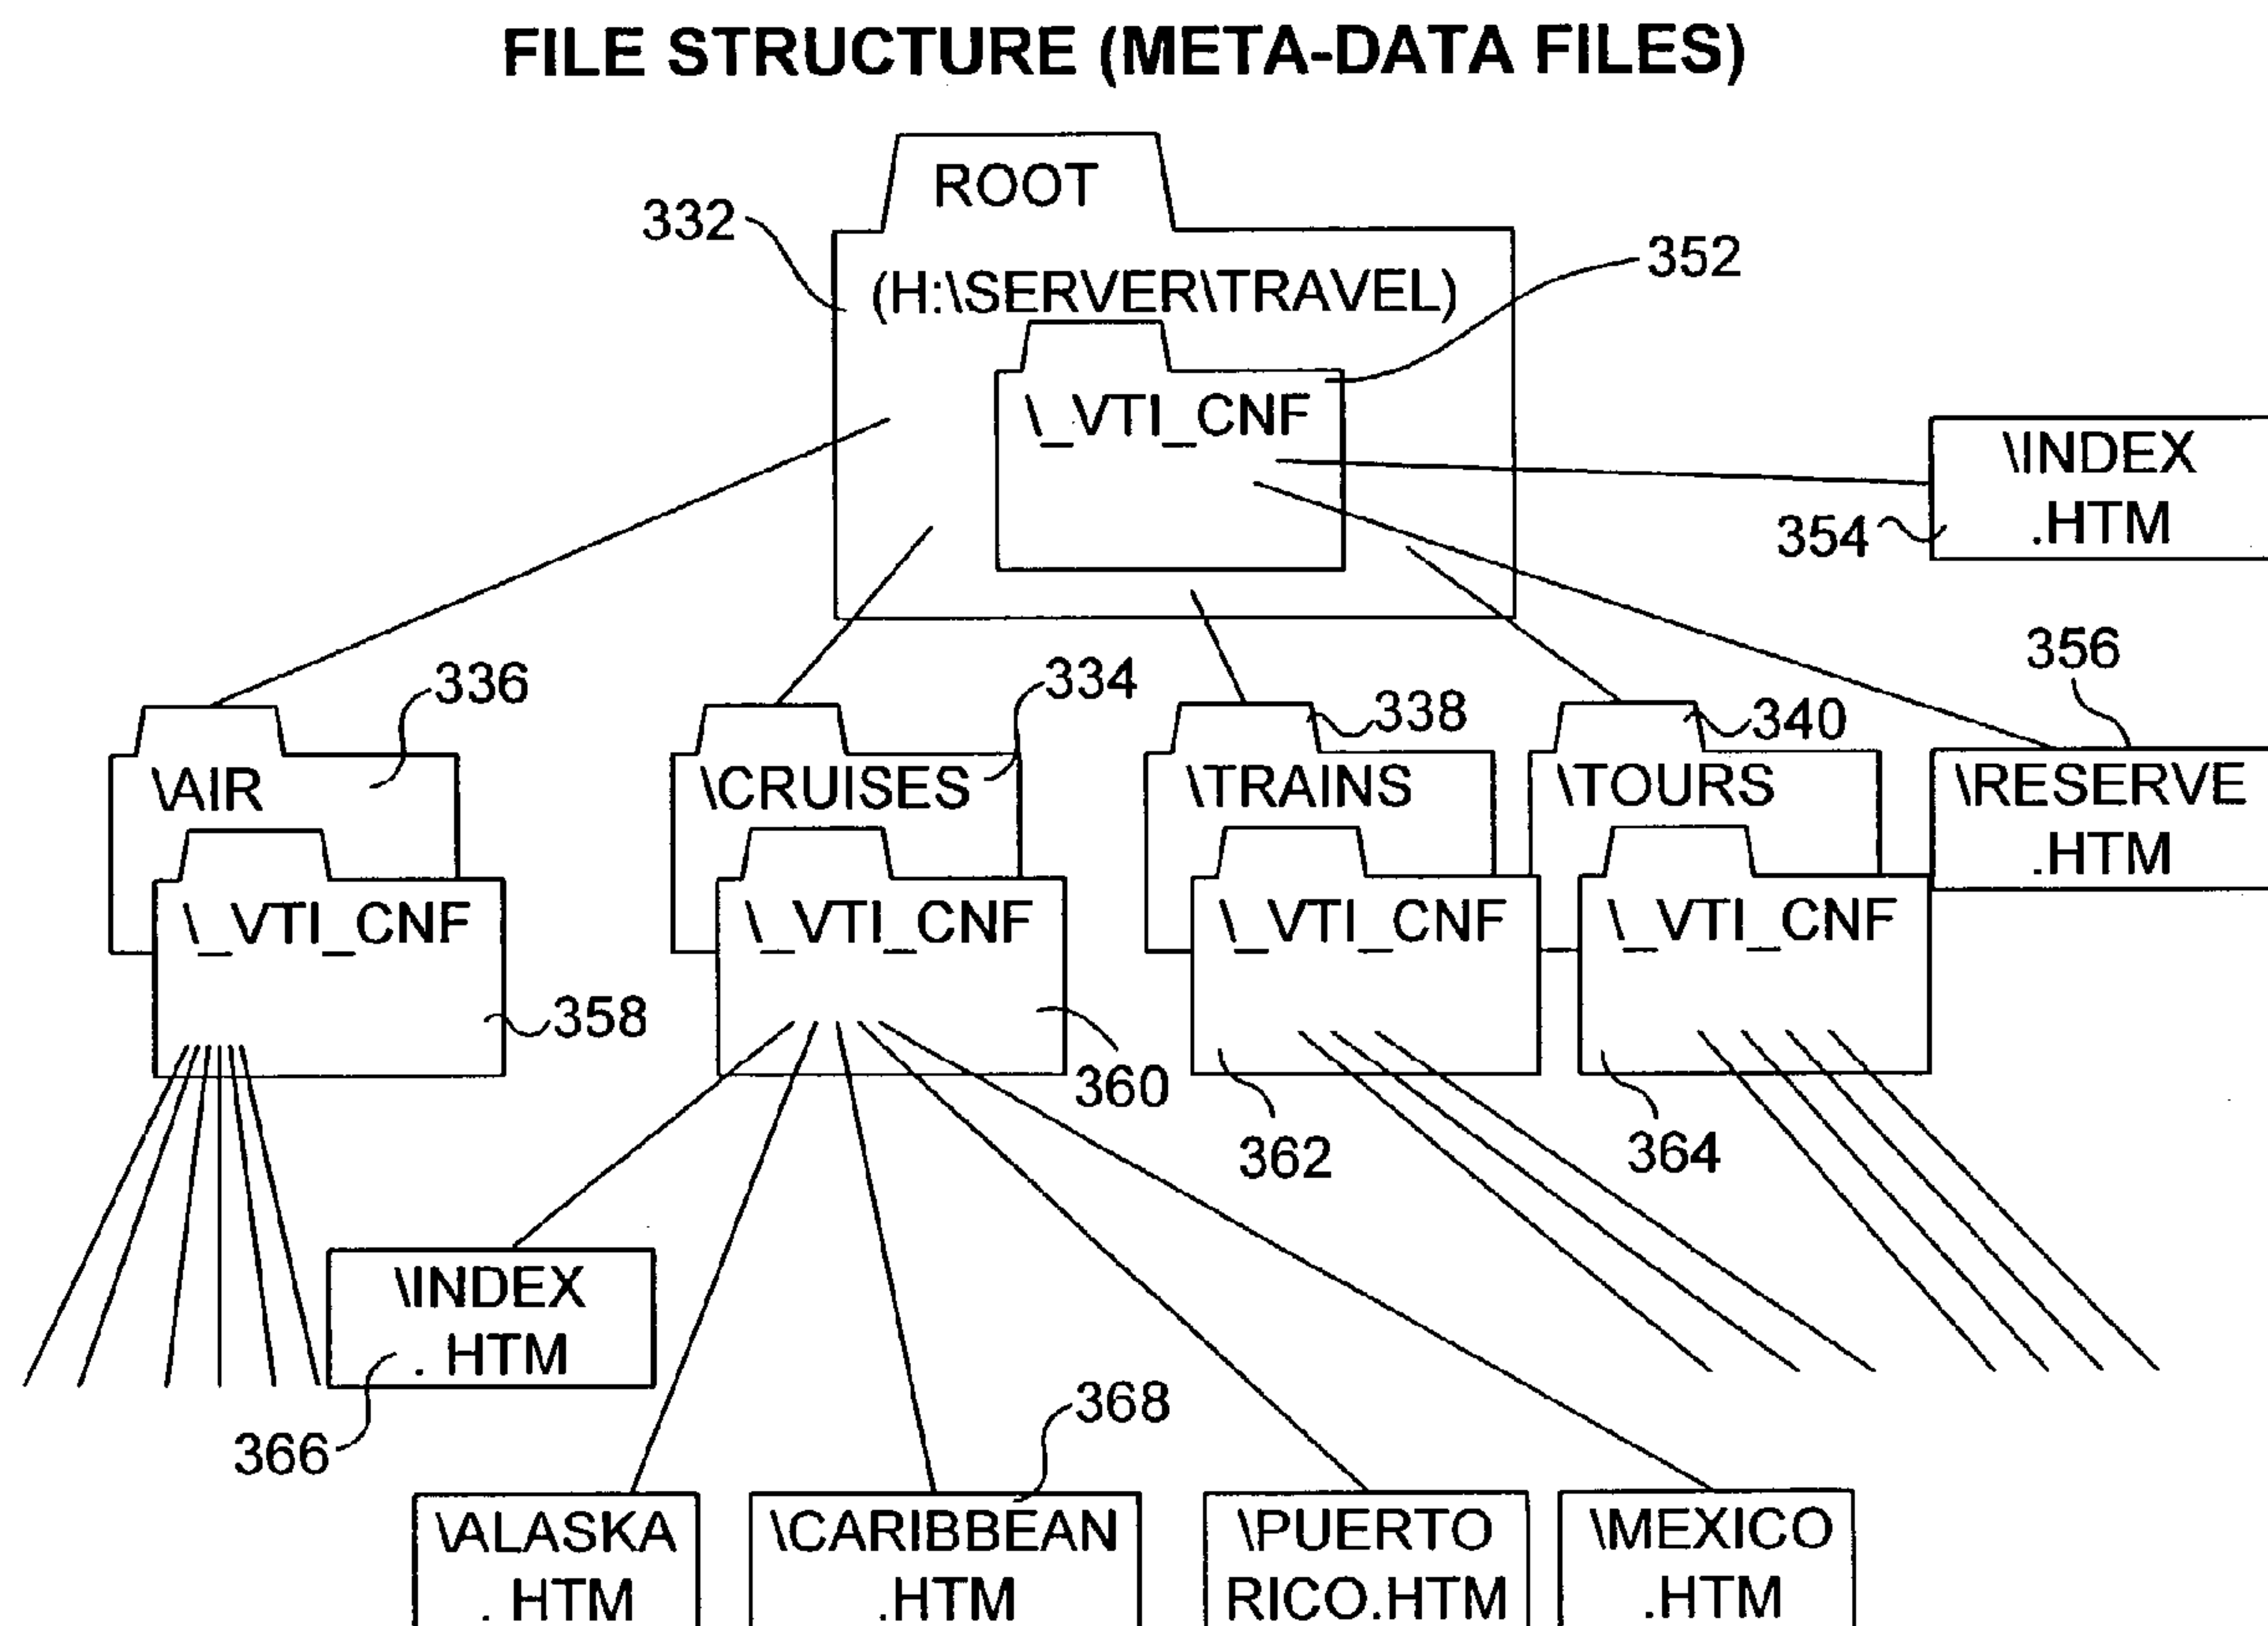 FILE STRUCTURE (META-DATA FILES)
ROOT
332
(H:\SERVER\TRAVEL)
352
\_VTI_CNF
\INDEX
.HTM
354
356
336
334
338
340
\AIR
\CRUISES
\TRAINS
\TOURS
\RESERVE
.HTM
\_VTI_CNF
\_VTI_CNF
\_VTI_CNF
\_VTI_CNF
358
360
362
364
\INDEX
. HTM
366
368
\ALASKA
. HTM
\CARIBBEAN
.HTM
\PUERTO
RICO.HTM
\MEXICO
.HTM